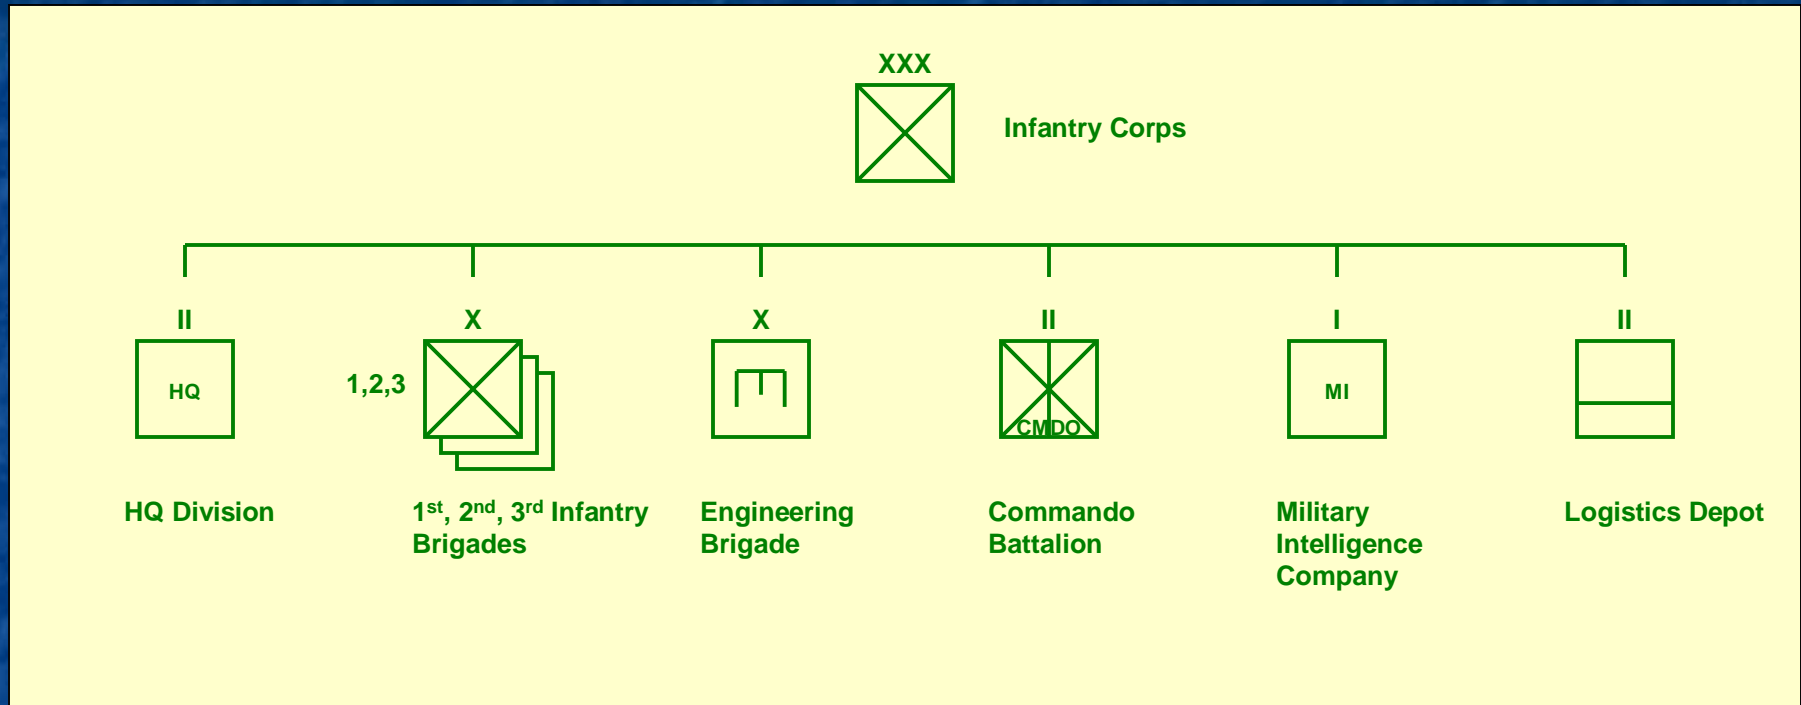 XXX
Infantry Corps
II
X
X
II
I
II
HQ
1,2,3
CMDO
MI
HQ Division
1st, 2nd, 3rd Infantry
Brigades
Engineering
Brigade
Commando
Battalion
Military
Intelligence
Company
Logistics Depot